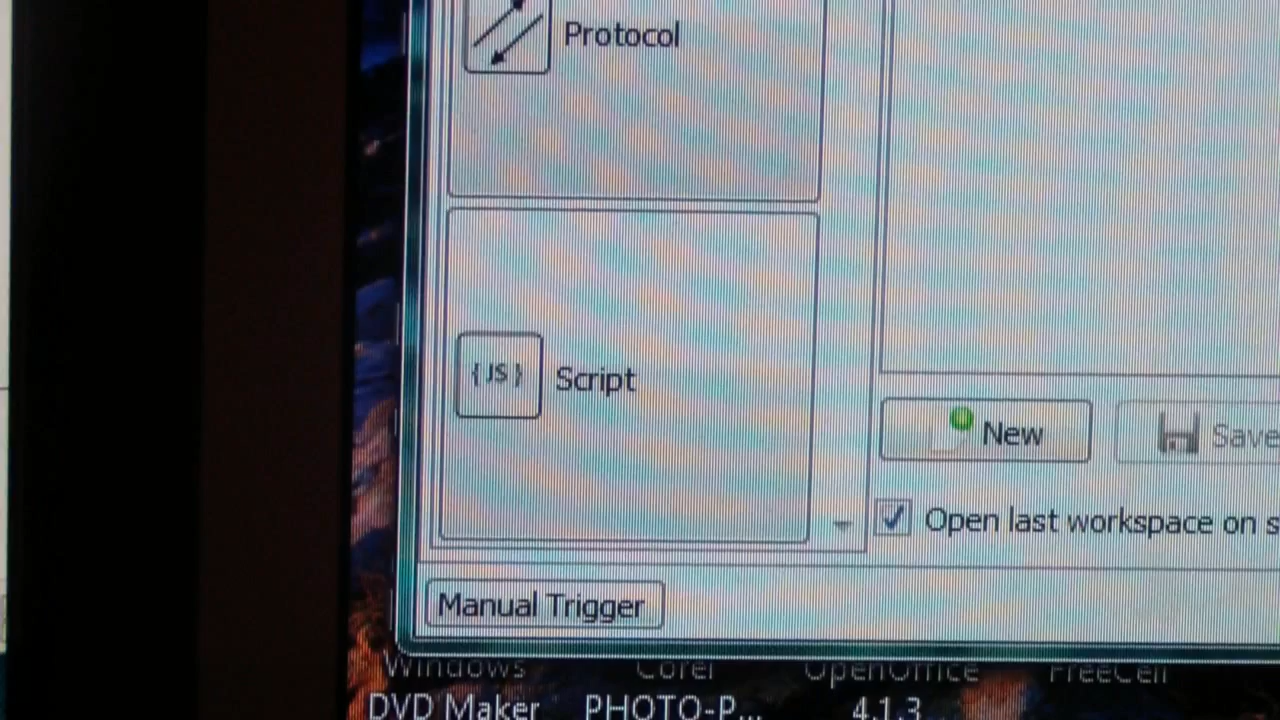 Protocol
{ JS } Script
New Save
Open last workspace on s
Manual Trigger
Windows Corel OpenOffice FreeCell
DVD Maker PHOTO-P... 4.1.3